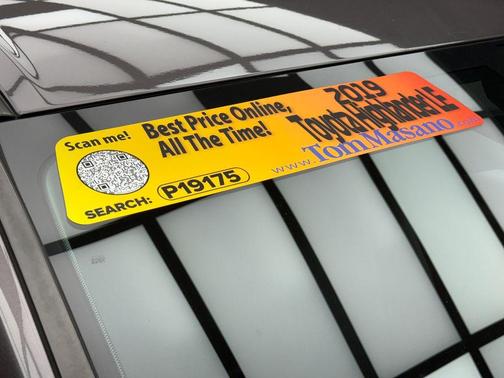 Scan me!
Best Price Online,
All The Time!
SEARCH: P19175
2019
Toyota Highlander LE
www.TomMasano.com